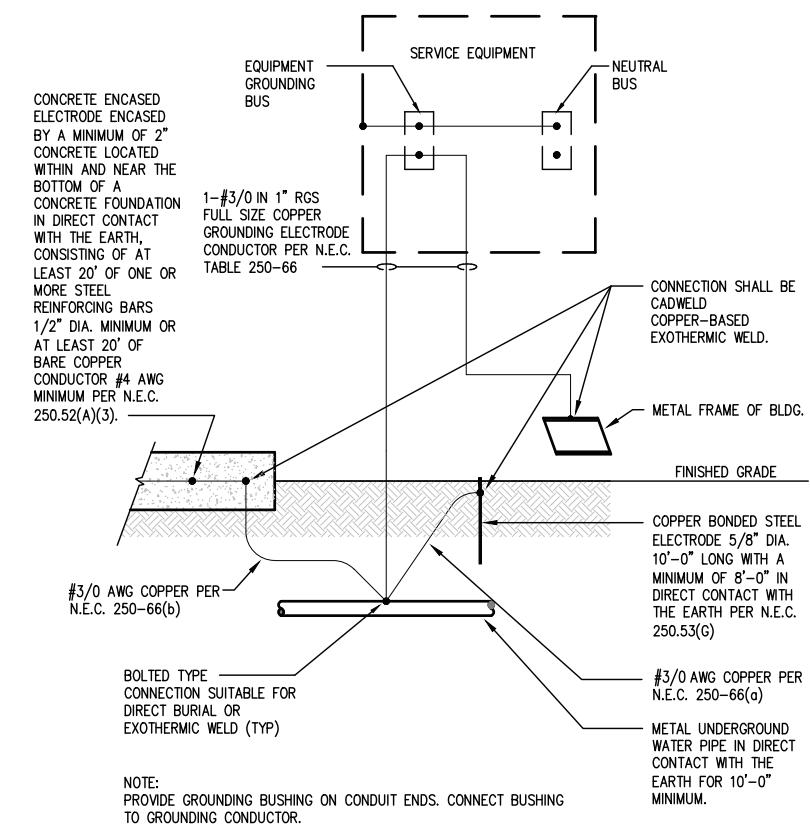 SERVICE EQUIPMENT
EQUIPMENT
GROUNDING
BUS
NEUTRAL
BUS
CONCRETE ENCASED
ELECTRODE ENCASED
BY A MINIMUM OF 2"
CONCRETE LOCATED
WITHIN AND NEAR THE
BOTTOM OF A
CONCRETE FOUNDATION
IN DIRECT CONTACT
WITH THE EARTH,
CONSISTING OF AT
LEAST 20' OF ONE OR
MORE STEEL
REINFORCING BARS
1/2" DIA. MINIMUM OR
AT LEAST 20' OF
BARE COPPER
CONDUCTOR #4 AWG
MINIMUM PER N.E.C.
250.52(A)(3).
1-#3/0 IN 1" RGS
FULL SIZE COPPER
GROUNDING ELECTRODE
CONDUCTOR PER N.E.C.
TABLE 250-66
CONNECTION SHALL BE
CADWELD
COPPER-BASED
EXOTHERMIC WELD.
METAL FRAME OF BLDG.
FINISHED GRADE
COPPER BONDED STEEL
ELECTRODE 5/8" DIA.
10'-0" LONG WITH A
MINIMUM OF 8'-0" IN
DIRECT CONTACT WITH
THE EARTH PER N.E.C.
250.53(G)
#3/0 AWG COPPER PER
N.E.C. 250-66(b)
#3/0 AWG COPPER PER
N.E.C. 250-66(a)
BOLTED TYPE
CONNECTION SUITABLE FOR
DIRECT BURIAL OR
EXOTHERMIC WELD (TYP)
METAL UNDERGROUND
WATER PIPE IN DIRECT
CONTACT WITH THE
EARTH FOR 10'-0"
MINIMUM.
NOTE:
PROVIDE GROUNDING BUSHING ON CONDUIT ENDS. CONNECT BUSHING
TO GROUNDING CONDUCTOR.